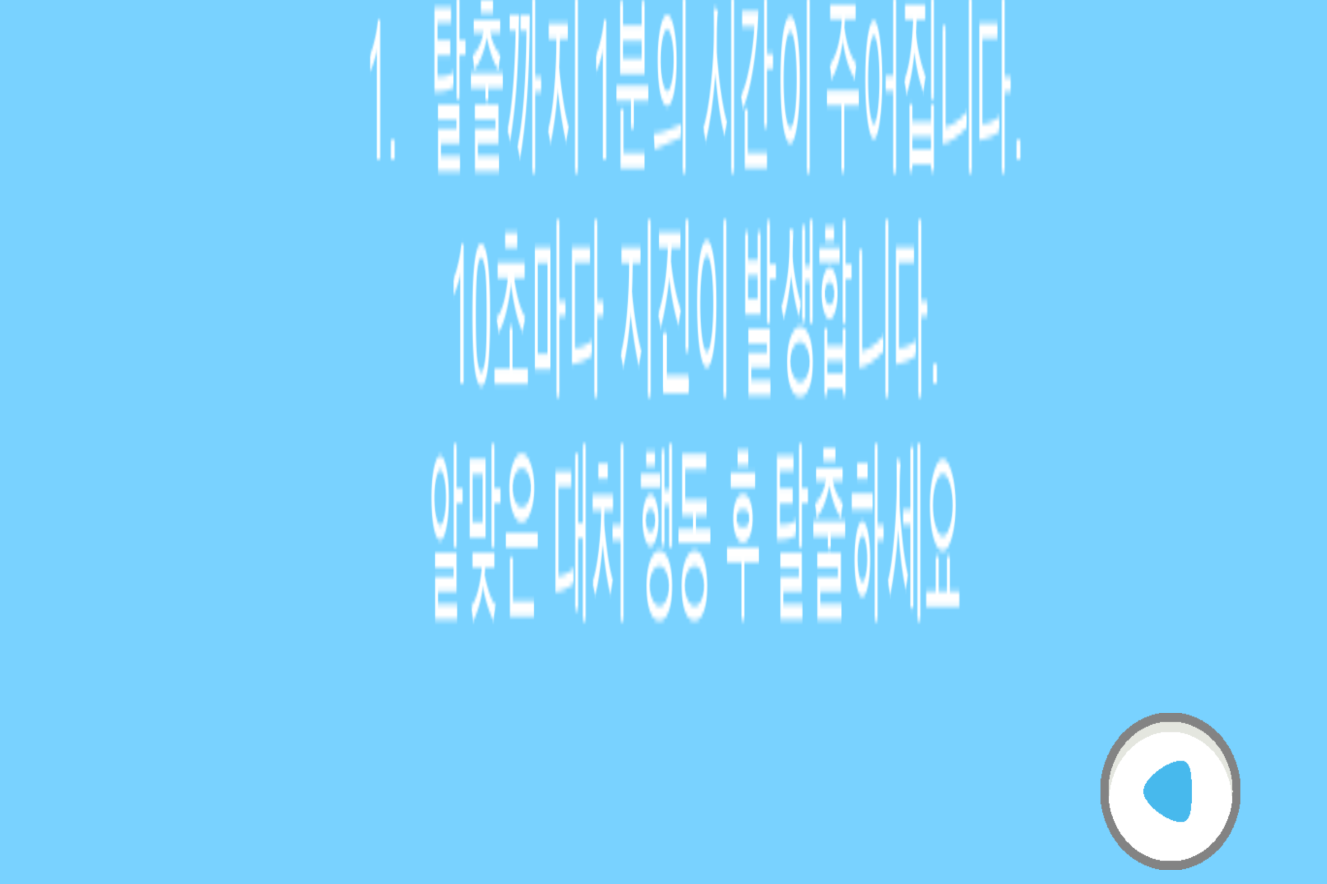 1. 탈출까지 1분의 시간이 주어집니다.
10초마다 지진이 발생합니다.
알맞은 대처 행동 후 탈출하세요